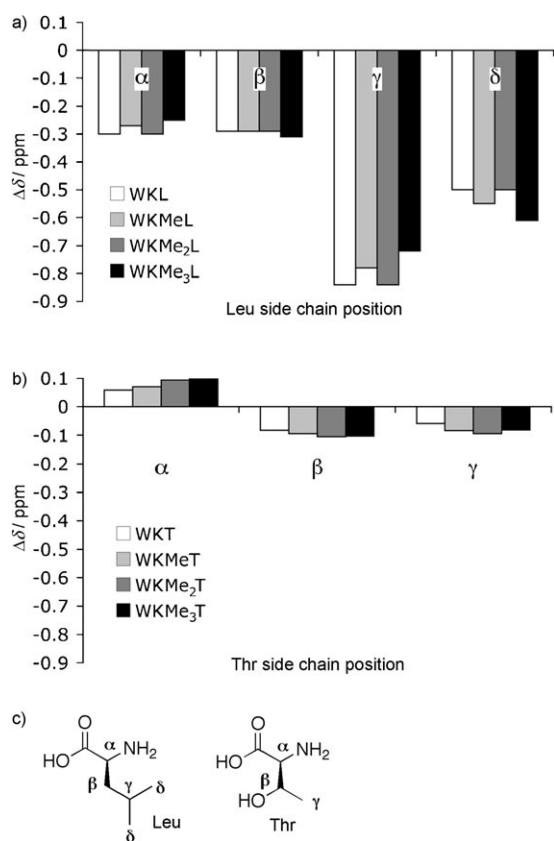 a)
0.1
0
-0.1
-0.2
-0.3
-0.4
-0.5
-0.6
-0.7
-0.8
-0.9
Δδ/ ppm
α β γ δ
WKL
WKMeL
WKMe₂L
WKMe₃L
Leu side chain position
b)
0.1
0
-0.1
-0.2
-0.3
-0.4
-0.5
-0.6
-0.7
-0.8
-0.9
Δδ/ ppm
α β γ
WKT
WKMeT
WKMe₂T
WKMe₃T
Thr side chain position
c)
O
HO α NH₂
β γ δ
δ
Leu
O
HO α NH₂
β
HO γ
Thr